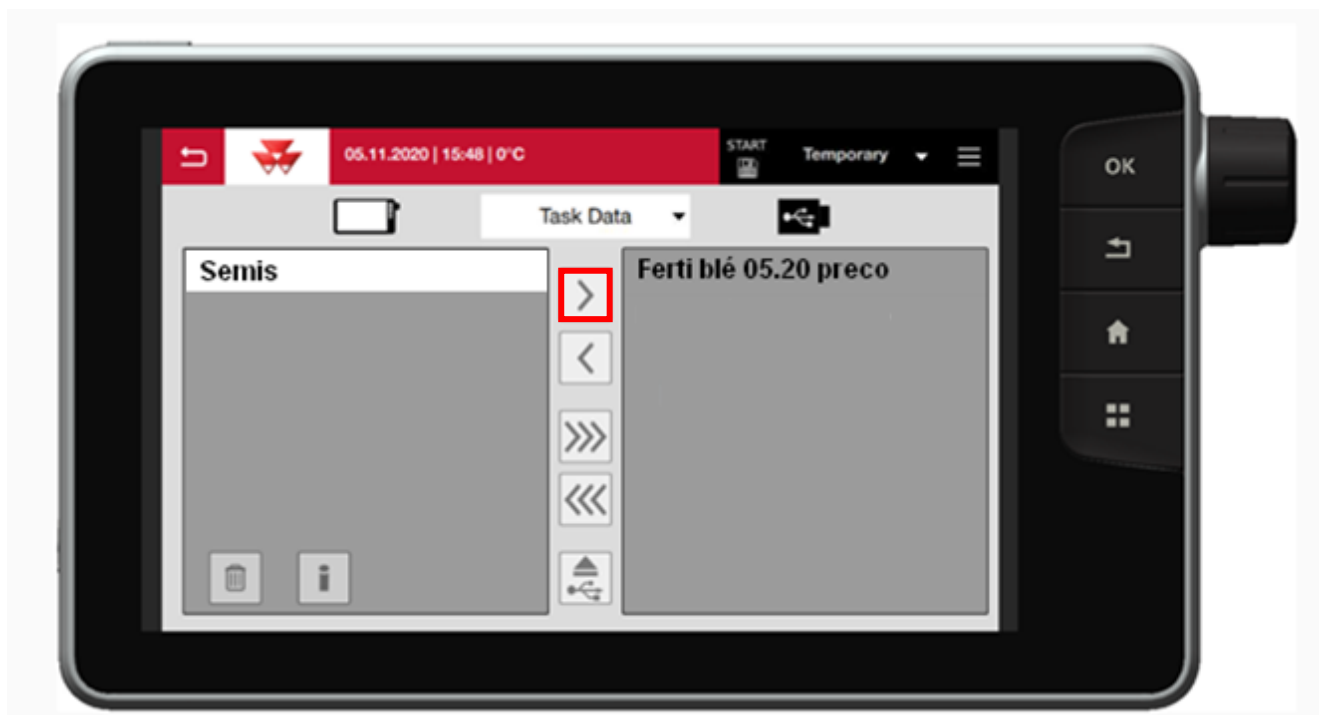 05.11.2020 | 15:48 | 0°C
START
Temporary
Task Data
Semis
Ferti blé 05.20 preco
i
OK